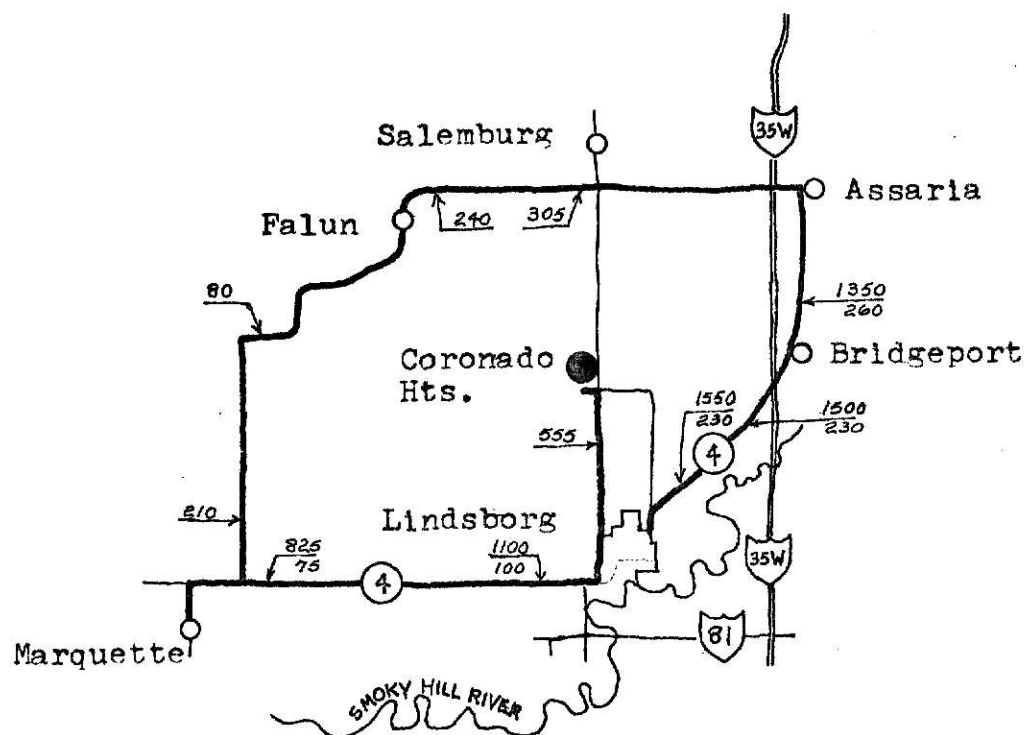 35W
Salemburg
Assaria
Falun
240
305
80
1350
260
Coronado
Hts.
Bridgeport
1550
230
1500
230
555
4
210
Lindsborg
825
75
1100
100
4
35W
81
Marquette
SMOKY HILL RIVER